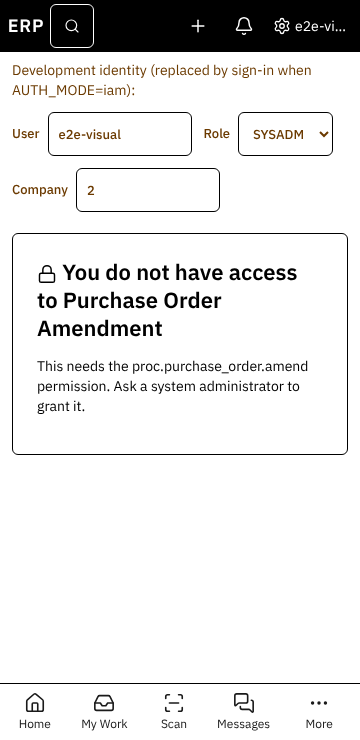 ERP
e2e-vi...
Development identity (replaced by sign-in when
AUTH_MODE=iam):
User e2e-visual Role SYSADM
Company 2
You do not have access
to Purchase Order
Amendment
This needs the proc.purchase_order.amend
permission. Ask a system administrator to
grant it.
Home My Work Scan Messages More